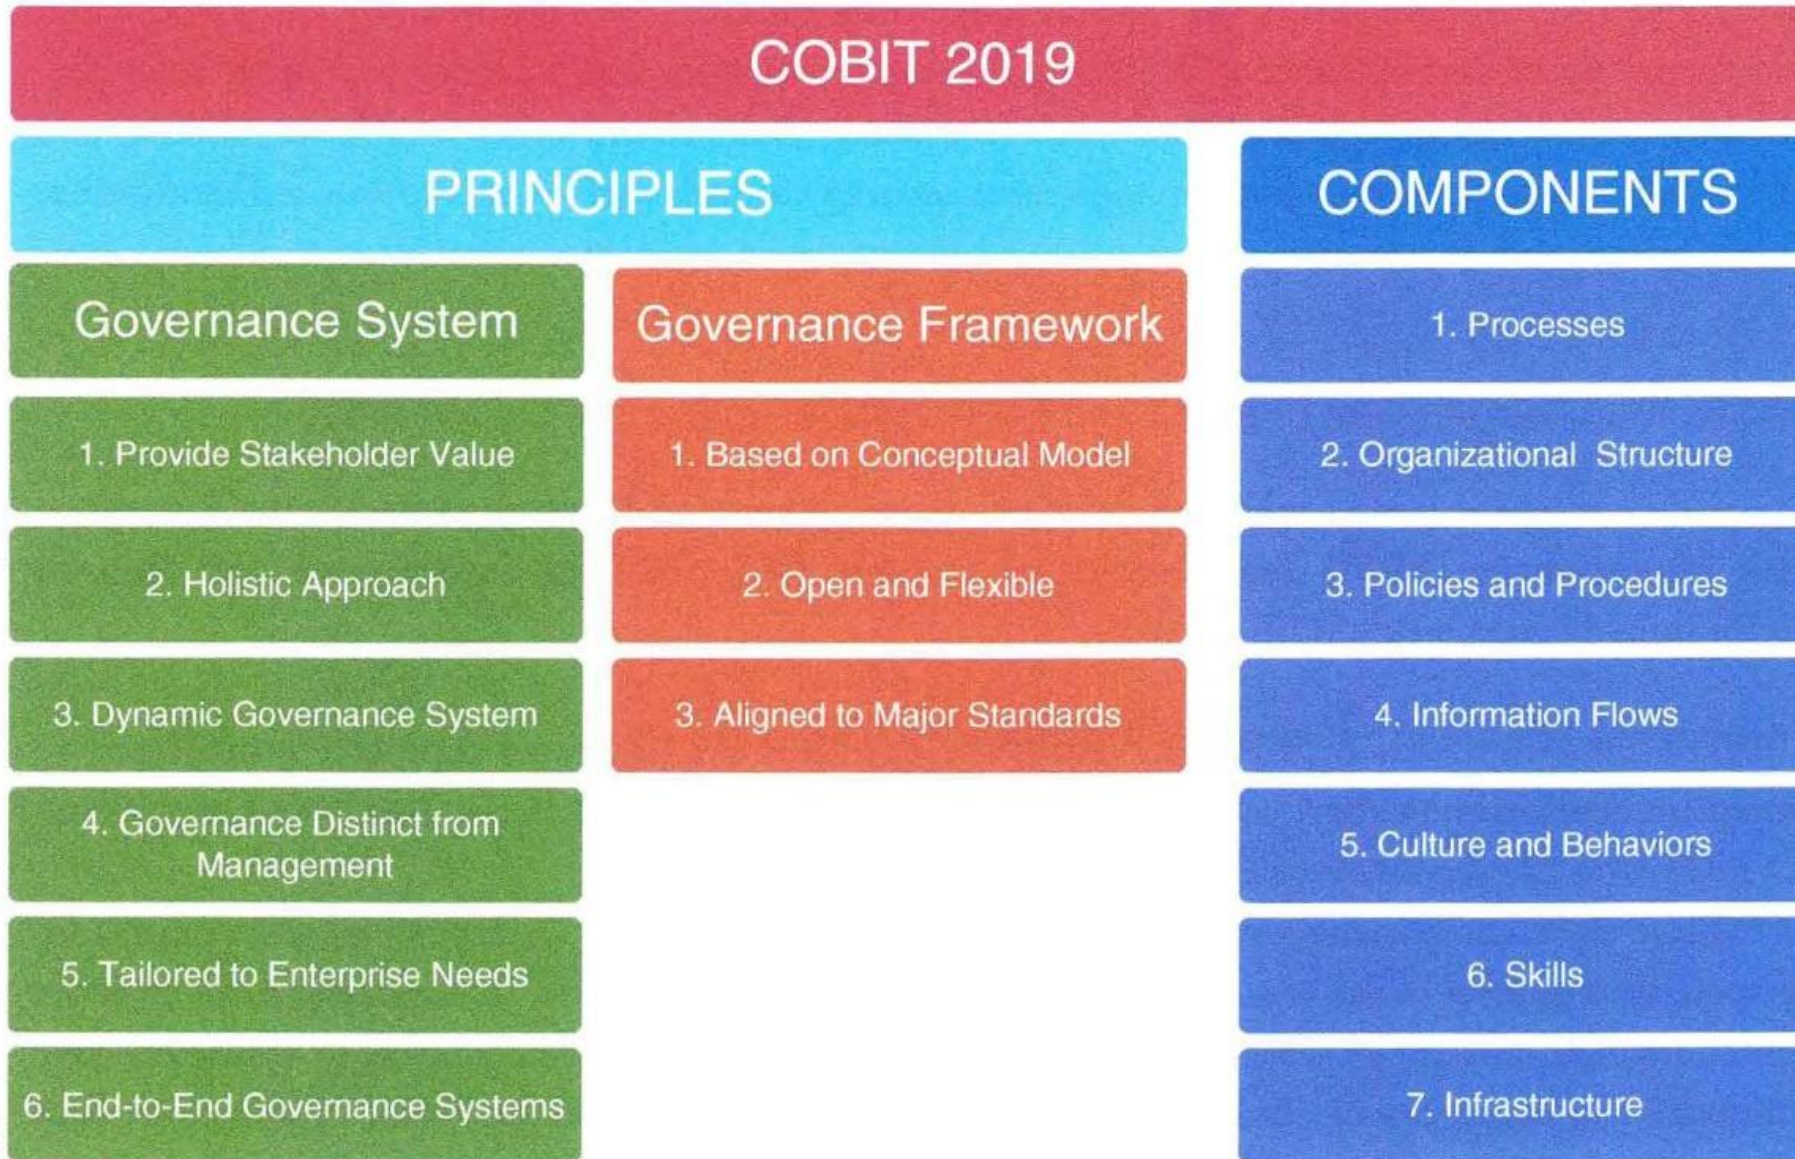 COBIT 2019
PRINCIPLES
COMPONENTS
Governance System
Governance Framework
1. Processes
1. Provide Stakeholder Value
1. Based on Conceptual Model
2. Organizational Structure
2. Holistic Approach
2. Open and Flexible
3. Policies and Procedures
3. Dynamic Governance System
3. Aligned to Major Standards
4. Information Flows
4. Governance Distinct from
Management
5. Culture and Behaviors
5. Tailored to Enterprise Needs
6. Skills
6. End-to-End Governance Systems
7. Infrastructure